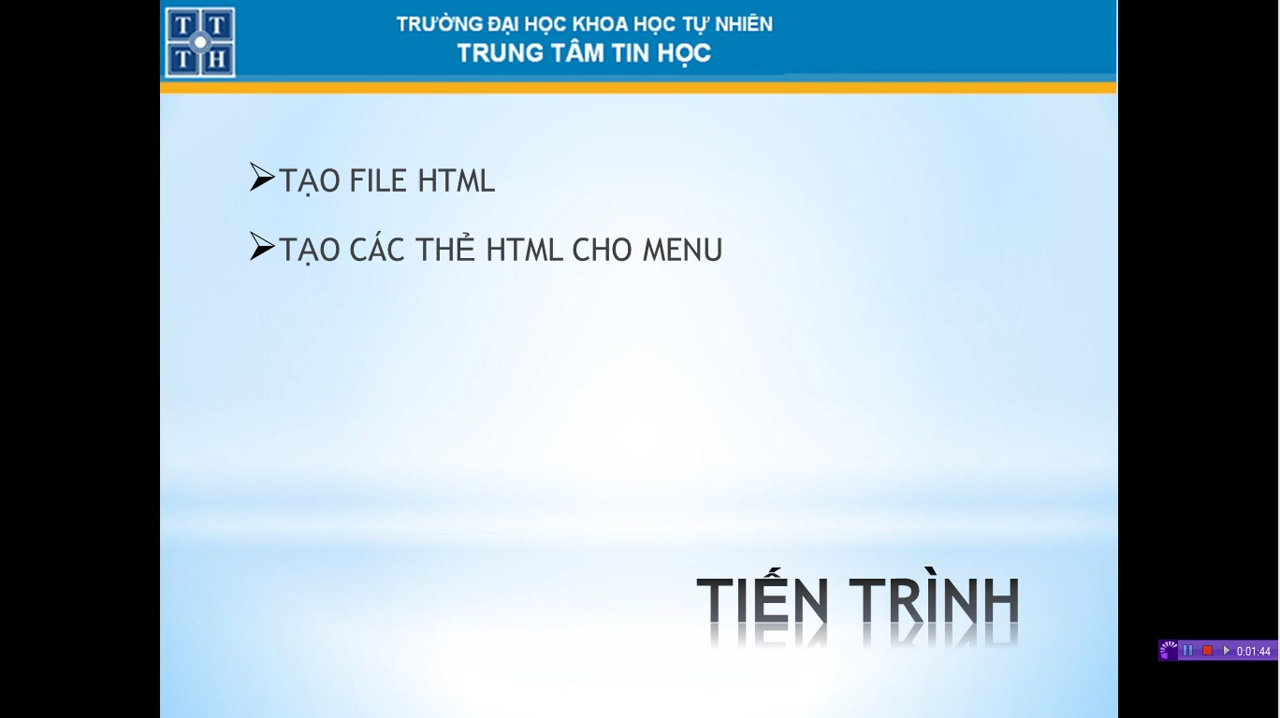 T T
T H
TRƯỜNG ĐẠI HỌC KHOA HỌC TỰ NHIÊN
TRUNG TÂM TIN HỌC
TẠO FILE HTML
TẠO CÁC THẺ HTML CHO MENU
TIẾN TRÌNH
0:01:44